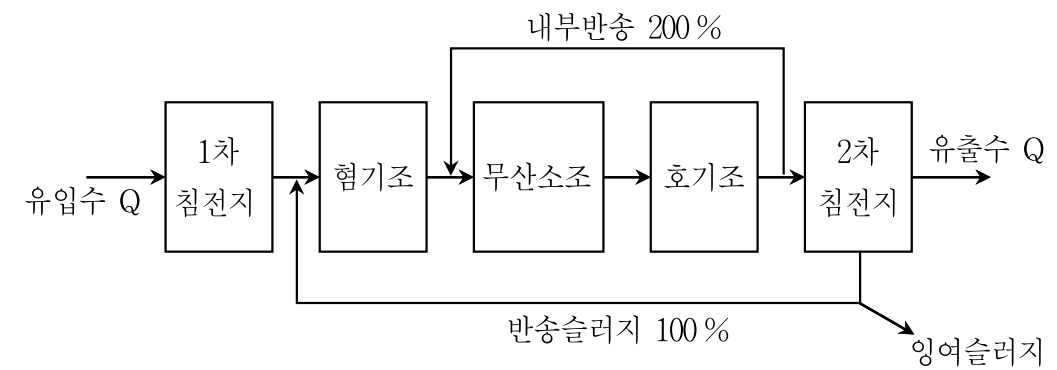 내부반송 200 %
유입수 Q
1차
침전지
혐기조
무산소조
호기조
2차
침전지
유출수 Q
반송슬러지 100 %
잉여슬러지